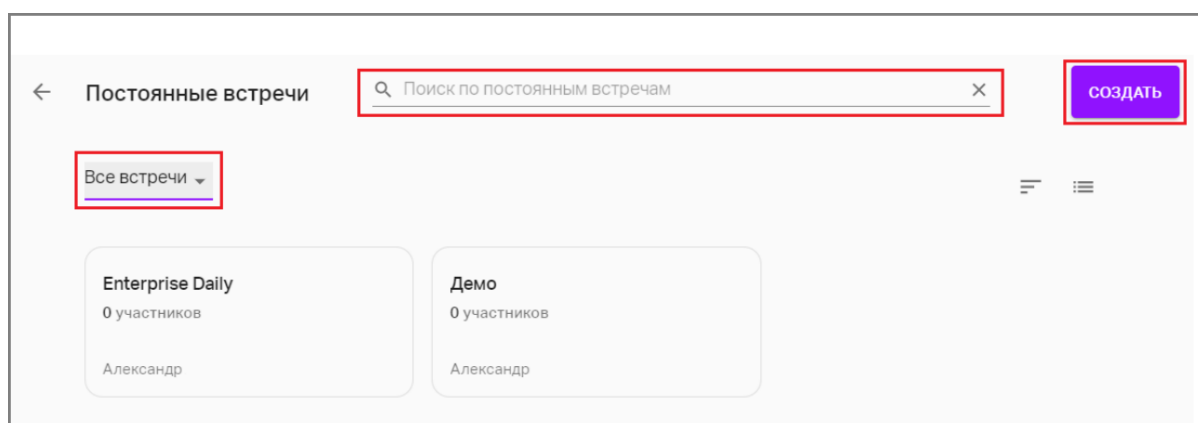 Постоянные встречи
Поиск по постоянным встречам
СОЗДАТЬ
Все встречи
Enterprise Daily
0 участников
Александр
Демо
0 участников
Александр